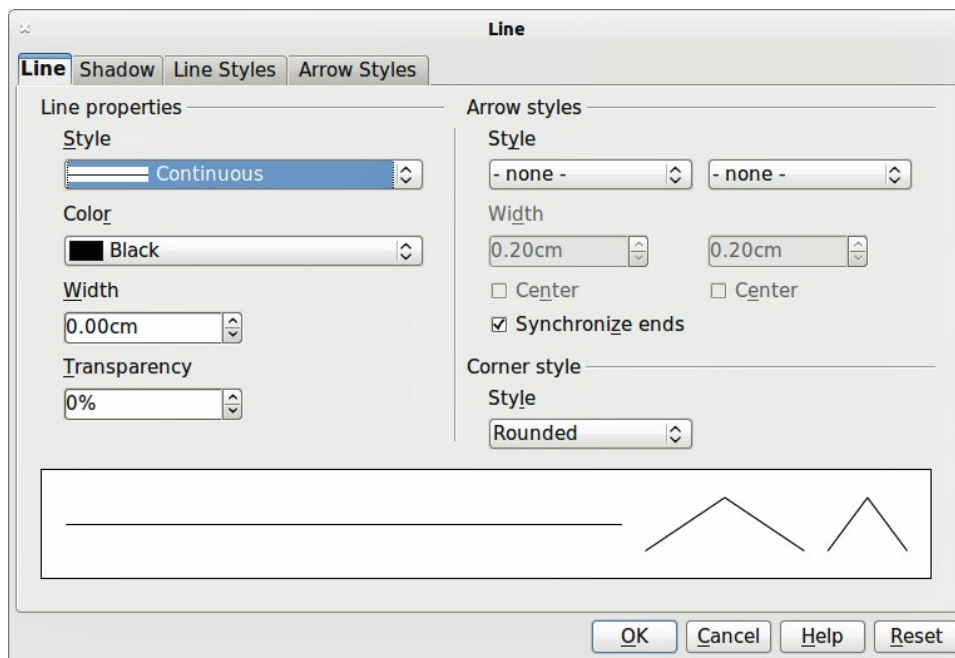 Line
Line Shadow Line Styles Arrow Styles
Line properties
Style
Continuous
Color
Black
Width
0.00cm
Transparency
0%
Arrow styles
Style
- none - - none -
Width
0.20cm 0.20cm
Center Center
Synchronize ends
Corner style
Style
Rounded
OK Cancel Help Reset